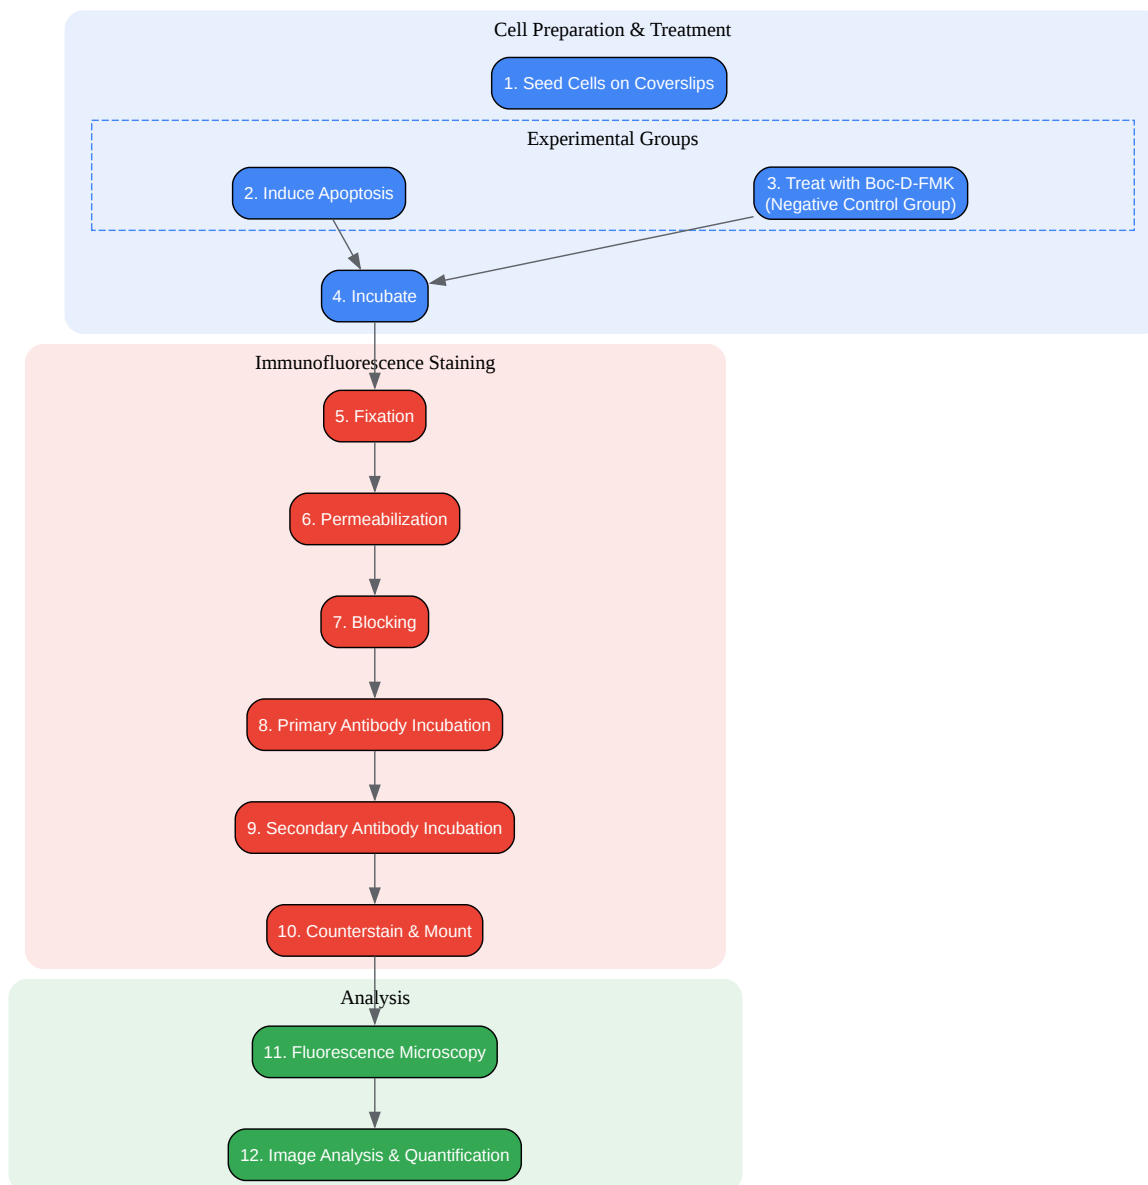 Cell Preparation & Treatment
1. Seed Cells on Coverslips
Experimental Groups
2. Induce Apoptosis
3. Treat with Boc-D-FMK
(Negative Control Group)
4. Incubate
Immunofluorescence Staining
5. Fixation
6. Permeabilization
7. Blocking
8. Primary Antibody Incubation
9. Secondary Antibody Incubation
10. Counterstain & Mount
Analysis
11. Fluorescence Microscopy
12. Image Analysis & Quantification